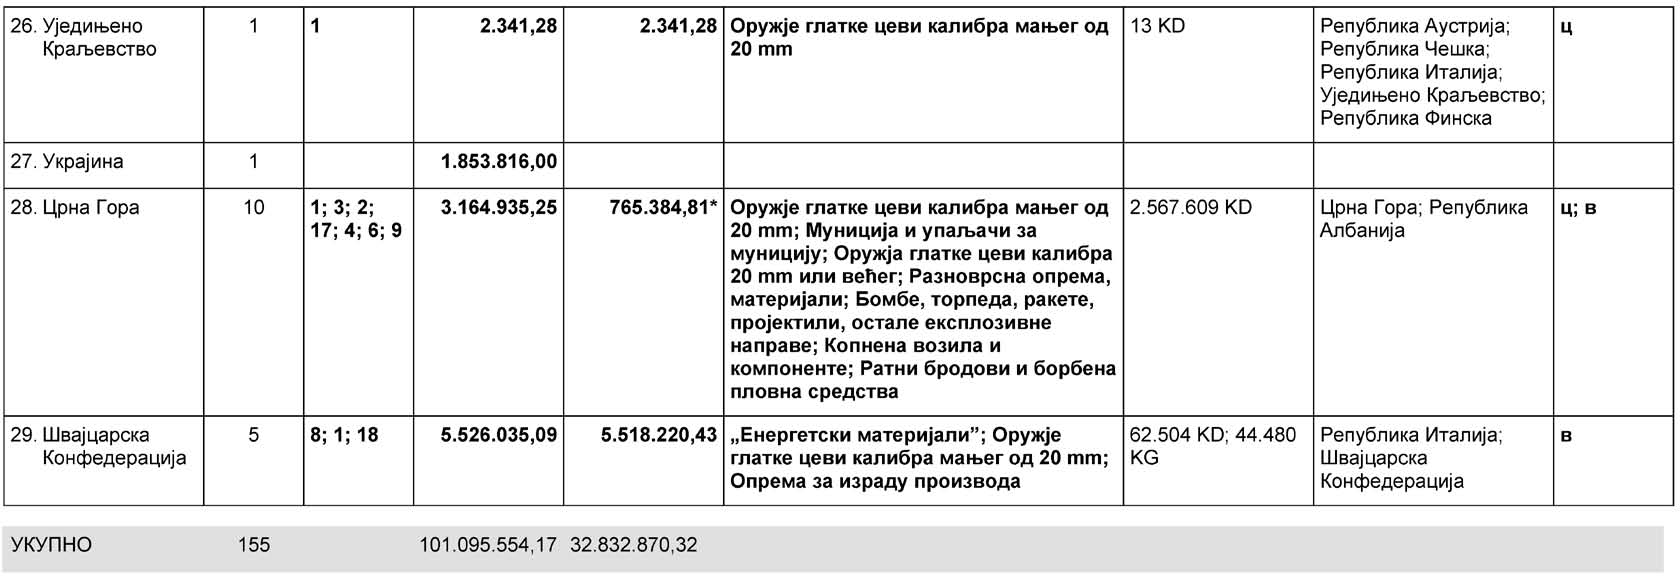 26. Уједињено 1 1 2.341,28 2.341,28 Оружје глатке цеви калибра мањег од 13 KD Република Аустрија; ц
Краљевство 20 mm Република Чешка;
Република Италија;
Уједињено Краљевство;
Република Финска
27. Украјина 1 1.853.816,00
28. Црна Гора 10 1; 3; 2; 3.164.935,25 765.384,81* Оружје глатке цеви калибра мањег од 2.567.609 KD Црна Гора; Република ц; в
17; 4; 6; 9 20 mm; Муниција и упаљачи за Албанија
муницију; Оружја глатке цеви калибра
20 mm или већег; Разноврсна опрема,
материјали; Бомбе, торпеда, ракете,
пројектили, остале експлозивне
направе; Копнена возила и
компоненте; Ратни бродови и борбена
пловна средства
29. Швајцарска 5 8; 1; 18 5.526.035,09 5.518.220,43 „Енергетски материјали”; Оружје 62.504 KD; 44.480 Република Италија; в
Конфедерација глатке цеви калибра мањег од 20 mm; KG Швајцарска
Опрема за израду производа Конфедерација
УКУПНО 155 101.095.554,17 32.832.870,32